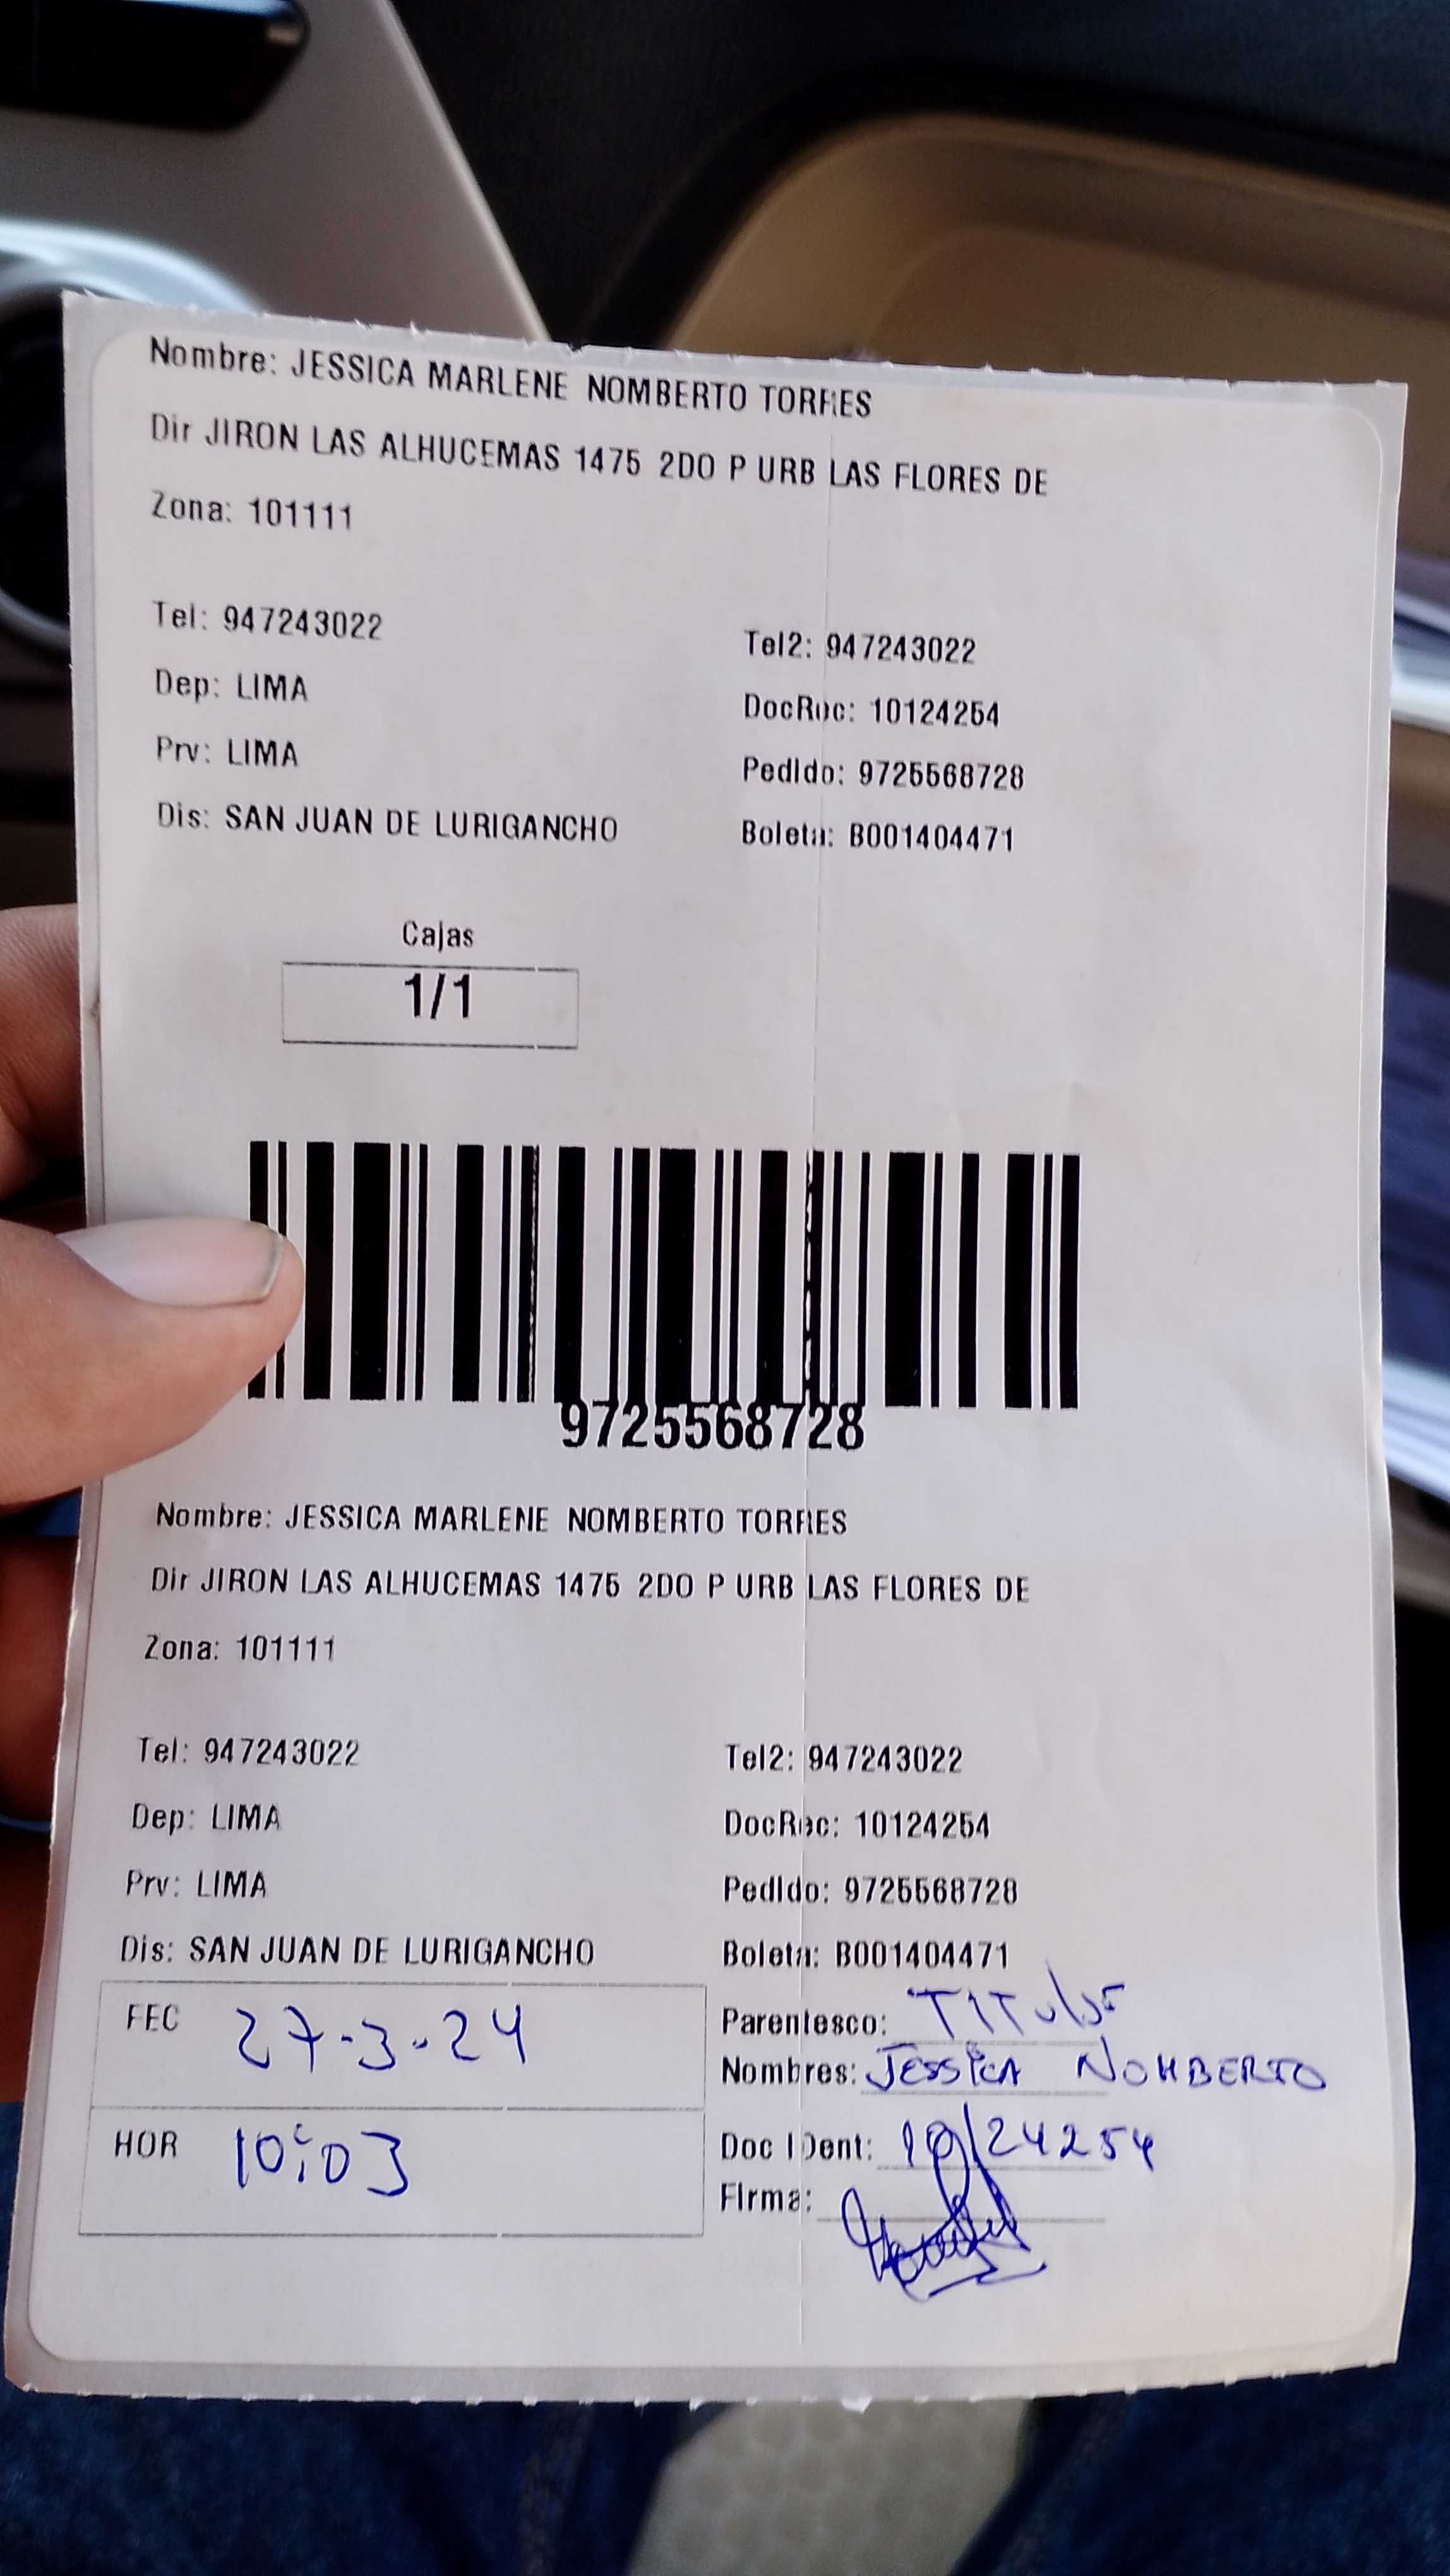 Nombre: JESSICA MARLENE NOMBERTO TORRES
Dir JIRON LAS ALHUCEMAS 1475 2DO P URB LAS FLORES DE
Zona: 101111
Tel: 947243022 Tel2: 947243022
Dep: LIMA DocRec: 10124254
Prv: LIMA Pedido: 9725568728
Dis: SAN JUAN DE LURIGANCHO Boleta: B001404471
Cajas
1/1
9725568728
Nombre: JESSICA MARLENE NOMBERTO TORRES
Dir JIRON LAS ALHUCEMAS 1475 2DO P URB LAS FLORES DE
Zona: 101111
Tel: 947243022 Tel2: 947243022
Dep: LIMA DocRec: 10124254
Prv: LIMA Pedido: 9725568728
Dis: SAN JUAN DE LURIGANCHO Boleta: B001404471
FEC 27-3-24 Parentesco:
Nombres: JESSICA NOMBERTO
HOR 10:03 Doc IDent: 10124254
Firma: